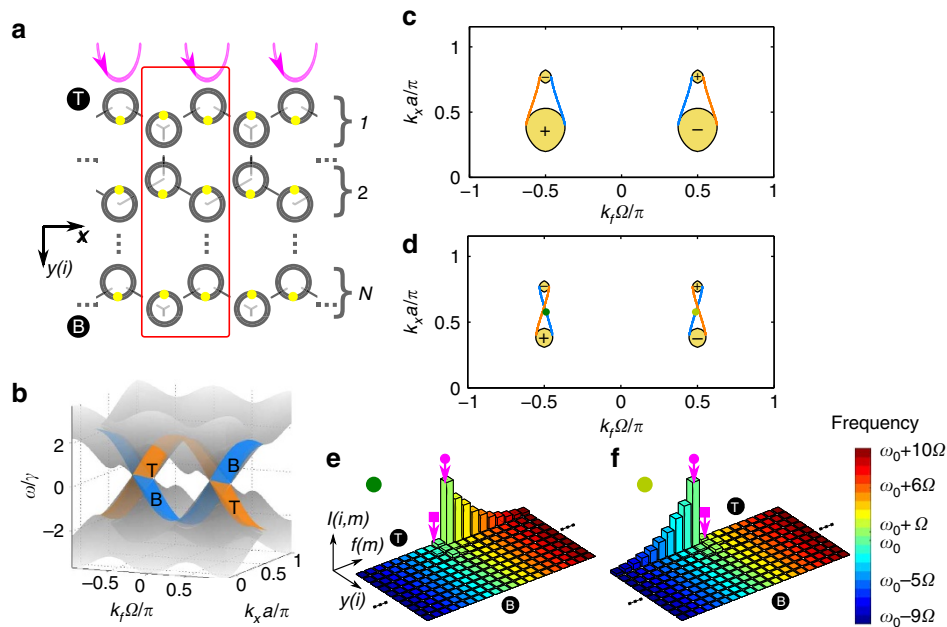 a
T
1
2
N
x
y(i)
B
b
ω/γ
2
0
−2
T
B
B
T
−0.5
0
0.5
k_fΩ/π
0
0.5
1
k_xa/π
c
k_xa/π
1
0.5
0
− +
+ −
−1 −0.5 0 0.5 1
k_fΩ/π
d
k_xa/π
1
0.5
0
− +
+ −
−1 −0.5 0 0.5 1
k_fΩ/π
e
I(i,m)
f(m)
y(i)
T
B
f
T
B
Frequency
ω₀+10Ω
ω₀+6Ω
ω₀+Ω
ω₀
ω₀−5Ω
ω₀−9Ω